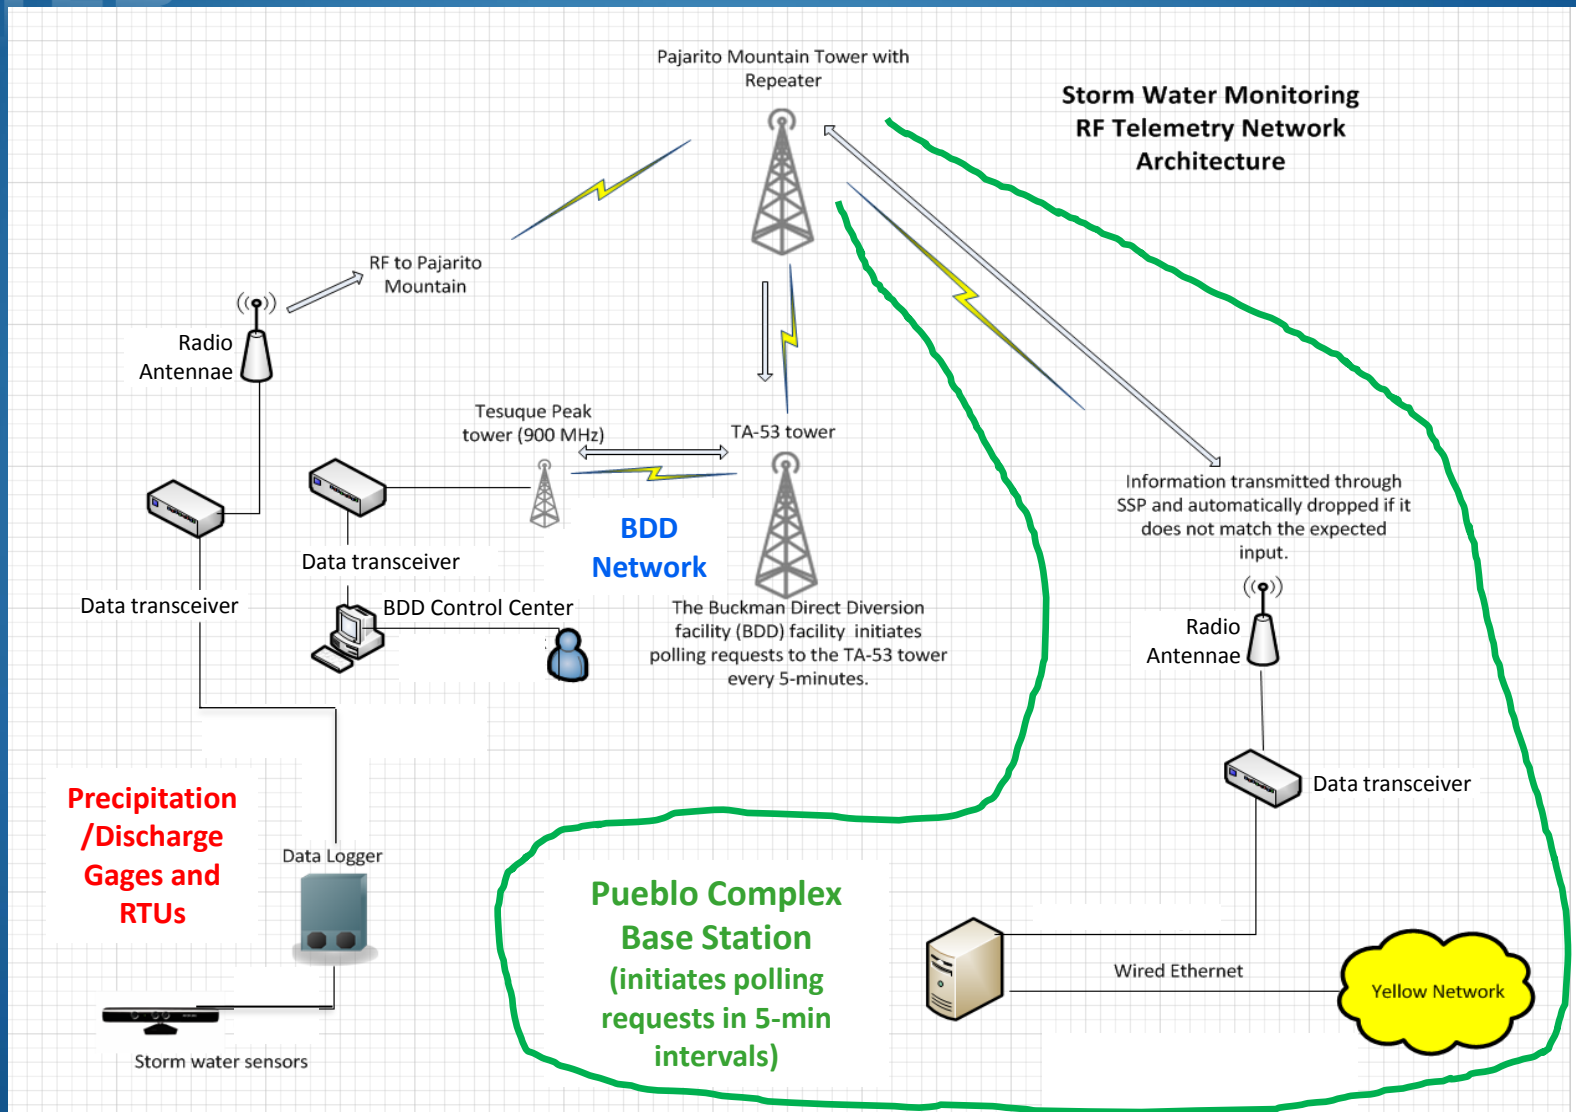 Pajarito Mountain Tower with
Repeater
Storm Water Monitoring
RF Telemetry Network
Architecture
RF to Pajarito
Mountain
Radio
Antennae
Tesuque Peak
tower (900 MHz)
TA-53 tower
Information transmitted through
SSP and automatically dropped if it
does not match the expected
input.
BDD
Network
Data transceiver
Data transceiver
BDD Control Center
The Buckman Direct Diversion
facility (BDD) facility initiates
polling requests to the TA-53 tower
every 5-minutes.
Radio
Antennae
Data transceiver
Precipitation
/Discharge
Gages and
RTUs
Data Logger
Pueblo Complex
Base Station
(initiates polling
requests in 5-min
intervals)
Wired Ethernet
Yellow Network
Storm water sensors